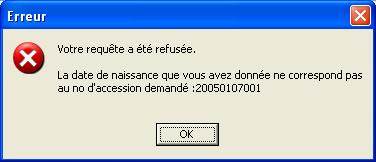 Erreur
Votre requête a été refusée.
La date de naissance que vous avez donnée ne correspond pas
au no d'accession demandé :20050107001
OK